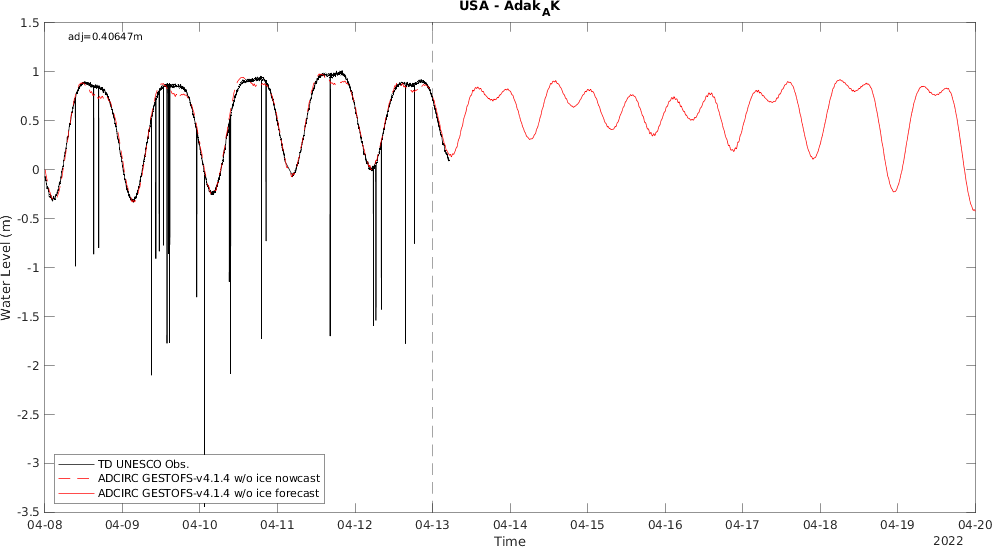 USA - Adak_AK
adj=0.40647m
1.5
1
0.5
0
-0.5
-1
-1.5
-2
-2.5
-3
-3.5
Water Level (m)
TD UNESCO Obs.
ADCIRC GESTOFS-v4.1.4 w/o ice nowcast
ADCIRC GESTOFS-v4.1.4 w/o ice forecast
04-08 04-09 04-10 04-11 04-12 04-13 04-14 04-15 04-16 04-17 04-18 04-19 04-20
Time
2022